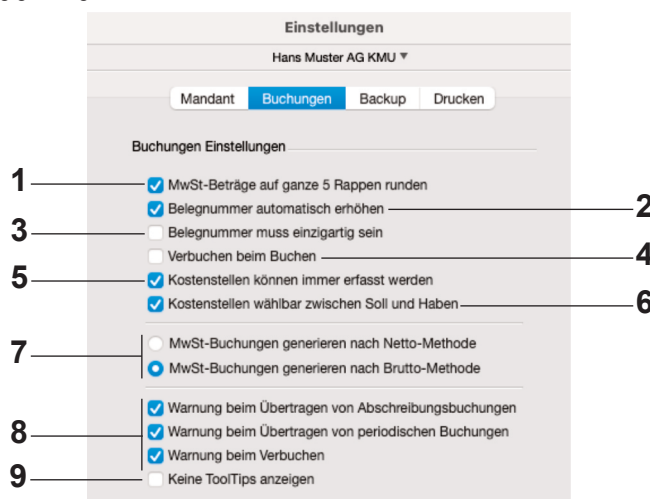 Einstellungen
Hans Muster AG KMU ▼
Mandant Buchungen Backup Drucken
Buchungen Einstellungen
1 MwSt-Beträge auf ganze 5 Rappen runden
Belegnummer automatisch erhöhen 2
3 Belegnummer muss einzigartig sein
Verbuchen beim Buchen 4
5 Kostenstellen können immer erfasst werden
Kostenstellen wählbar zwischen Soll und Haben 6
7
MwSt-Buchungen generieren nach Netto-Methode
MwSt-Buchungen generieren nach Brutto-Methode
8
Warnung beim Übertragen von Abschreibungsbuchungen
Warnung beim Übertragen von periodischen Buchungen
Warnung beim Verbuchen
9 Keine ToolTips anzeigen